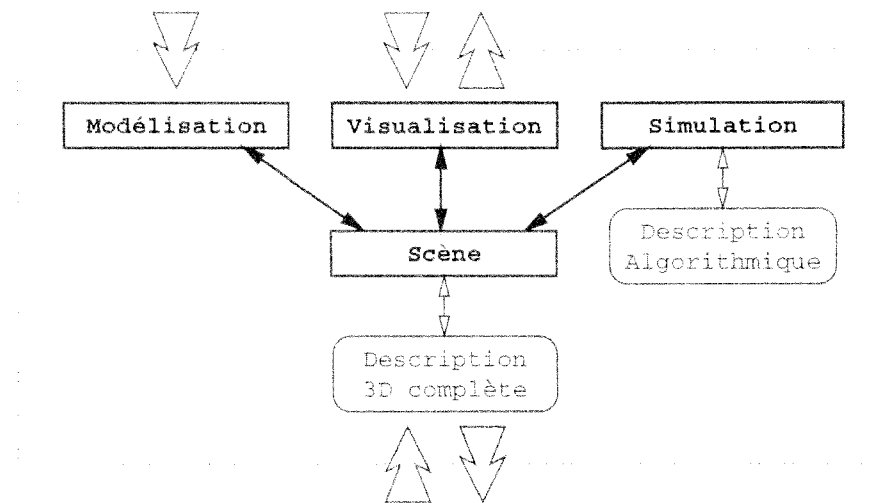 Modélisation
Visualisation
Simulation
Scène
Description
Algorithmique
Description
3D complète